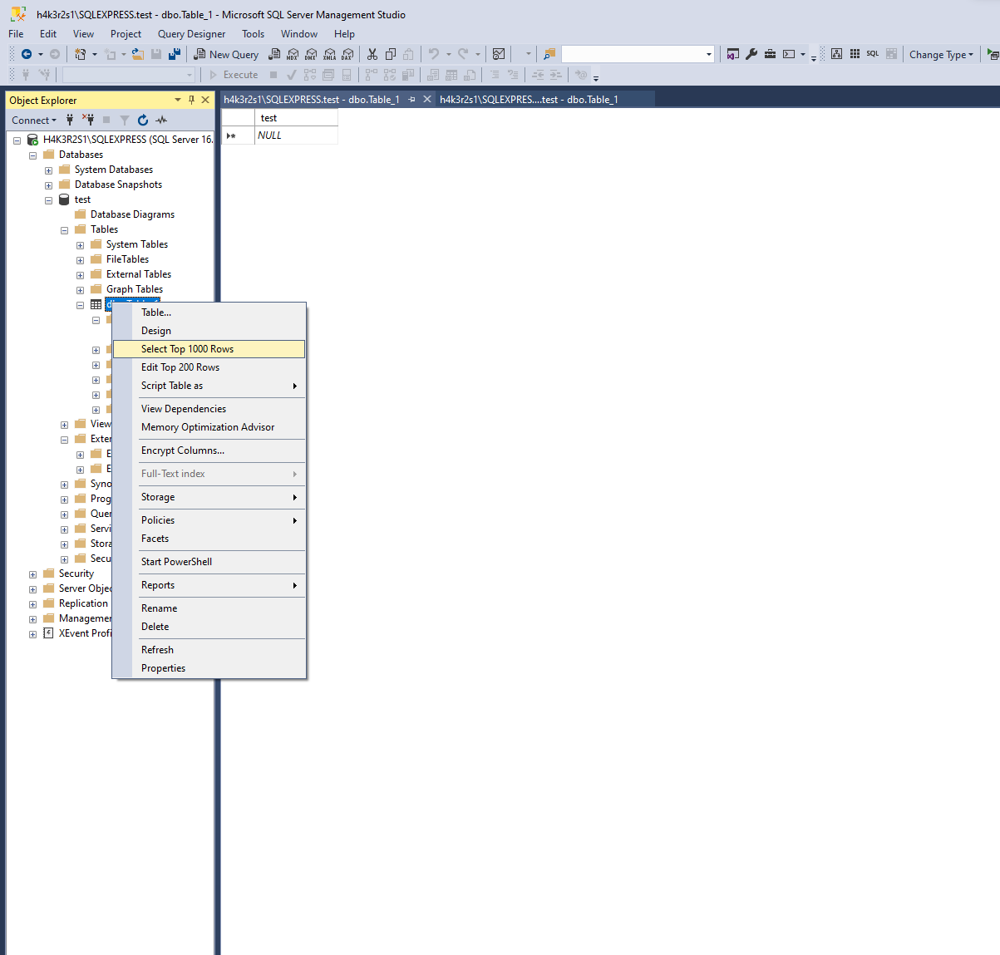 h4k3r2s1\SQLEXPRESS.test - dbo.Table_1 - Microsoft SQL Server Management Studio
File Edit View Project Query Designer Tools Window Help
New Query MDX DMX XMLA DAX SQL Change Type
Execute
Object Explorer
h4k3r2s1\SQLEXPRESS.test - dbo.Table_1
h4k3r2s1\SQLEXPRES....test - dbo.Table_1
Connect
test
NULL
H4K3R2S1\SQLEXPRESS (SQL Server 16.
Databases
System Databases
Database Snapshots
test
Database Diagrams
Tables
System Tables
FileTables
External Tables
Graph Tables
View
Exter
E
E
Syno
Prog
Quer
Servi
Stora
Secu
Security
Server Objec
Replication
Managemen
XEvent Profi
Table...
Design
Select Top 1000 Rows
Edit Top 200 Rows
Script Table as
View Dependencies
Memory Optimization Advisor
Encrypt Columns...
Full-Text index
Storage
Policies
Facets
Start PowerShell
Reports
Rename
Delete
Refresh
Properties